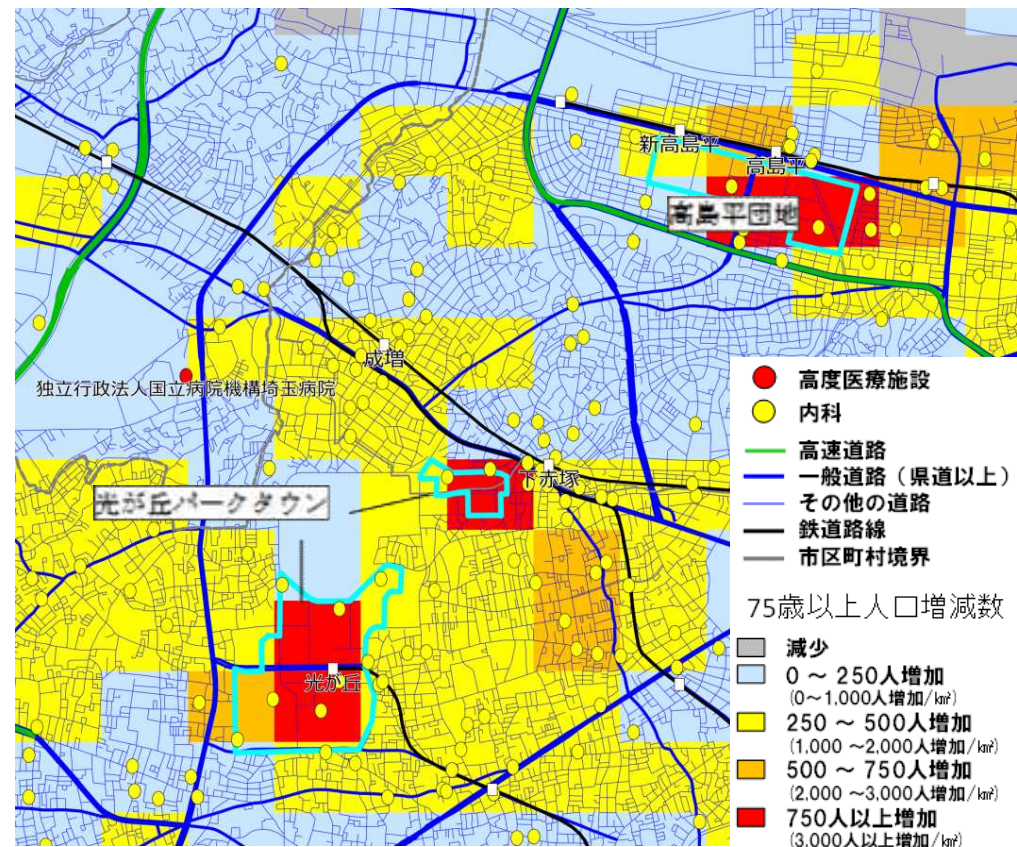 新高島平
高島平
高島平団地
成増
独立行政法人国立病院機構埼玉病院
下赤塚
光が丘パークタウン
光が丘
高度医療施設
内科
高速道路
一般道路（県道以上）
その他の道路
鉄道路線
市区町村境界
75歳以上人口増減数
減少
0 ～ 250人増加
(0～1,000人増加/㎢)
250 ～ 500人増加
(1,000 ～2,000人増加/㎢)
500 ～ 750人増加
(2,000 ～3,000人増加/㎢)
750人以上増加
(3,000人以上増加/㎢)